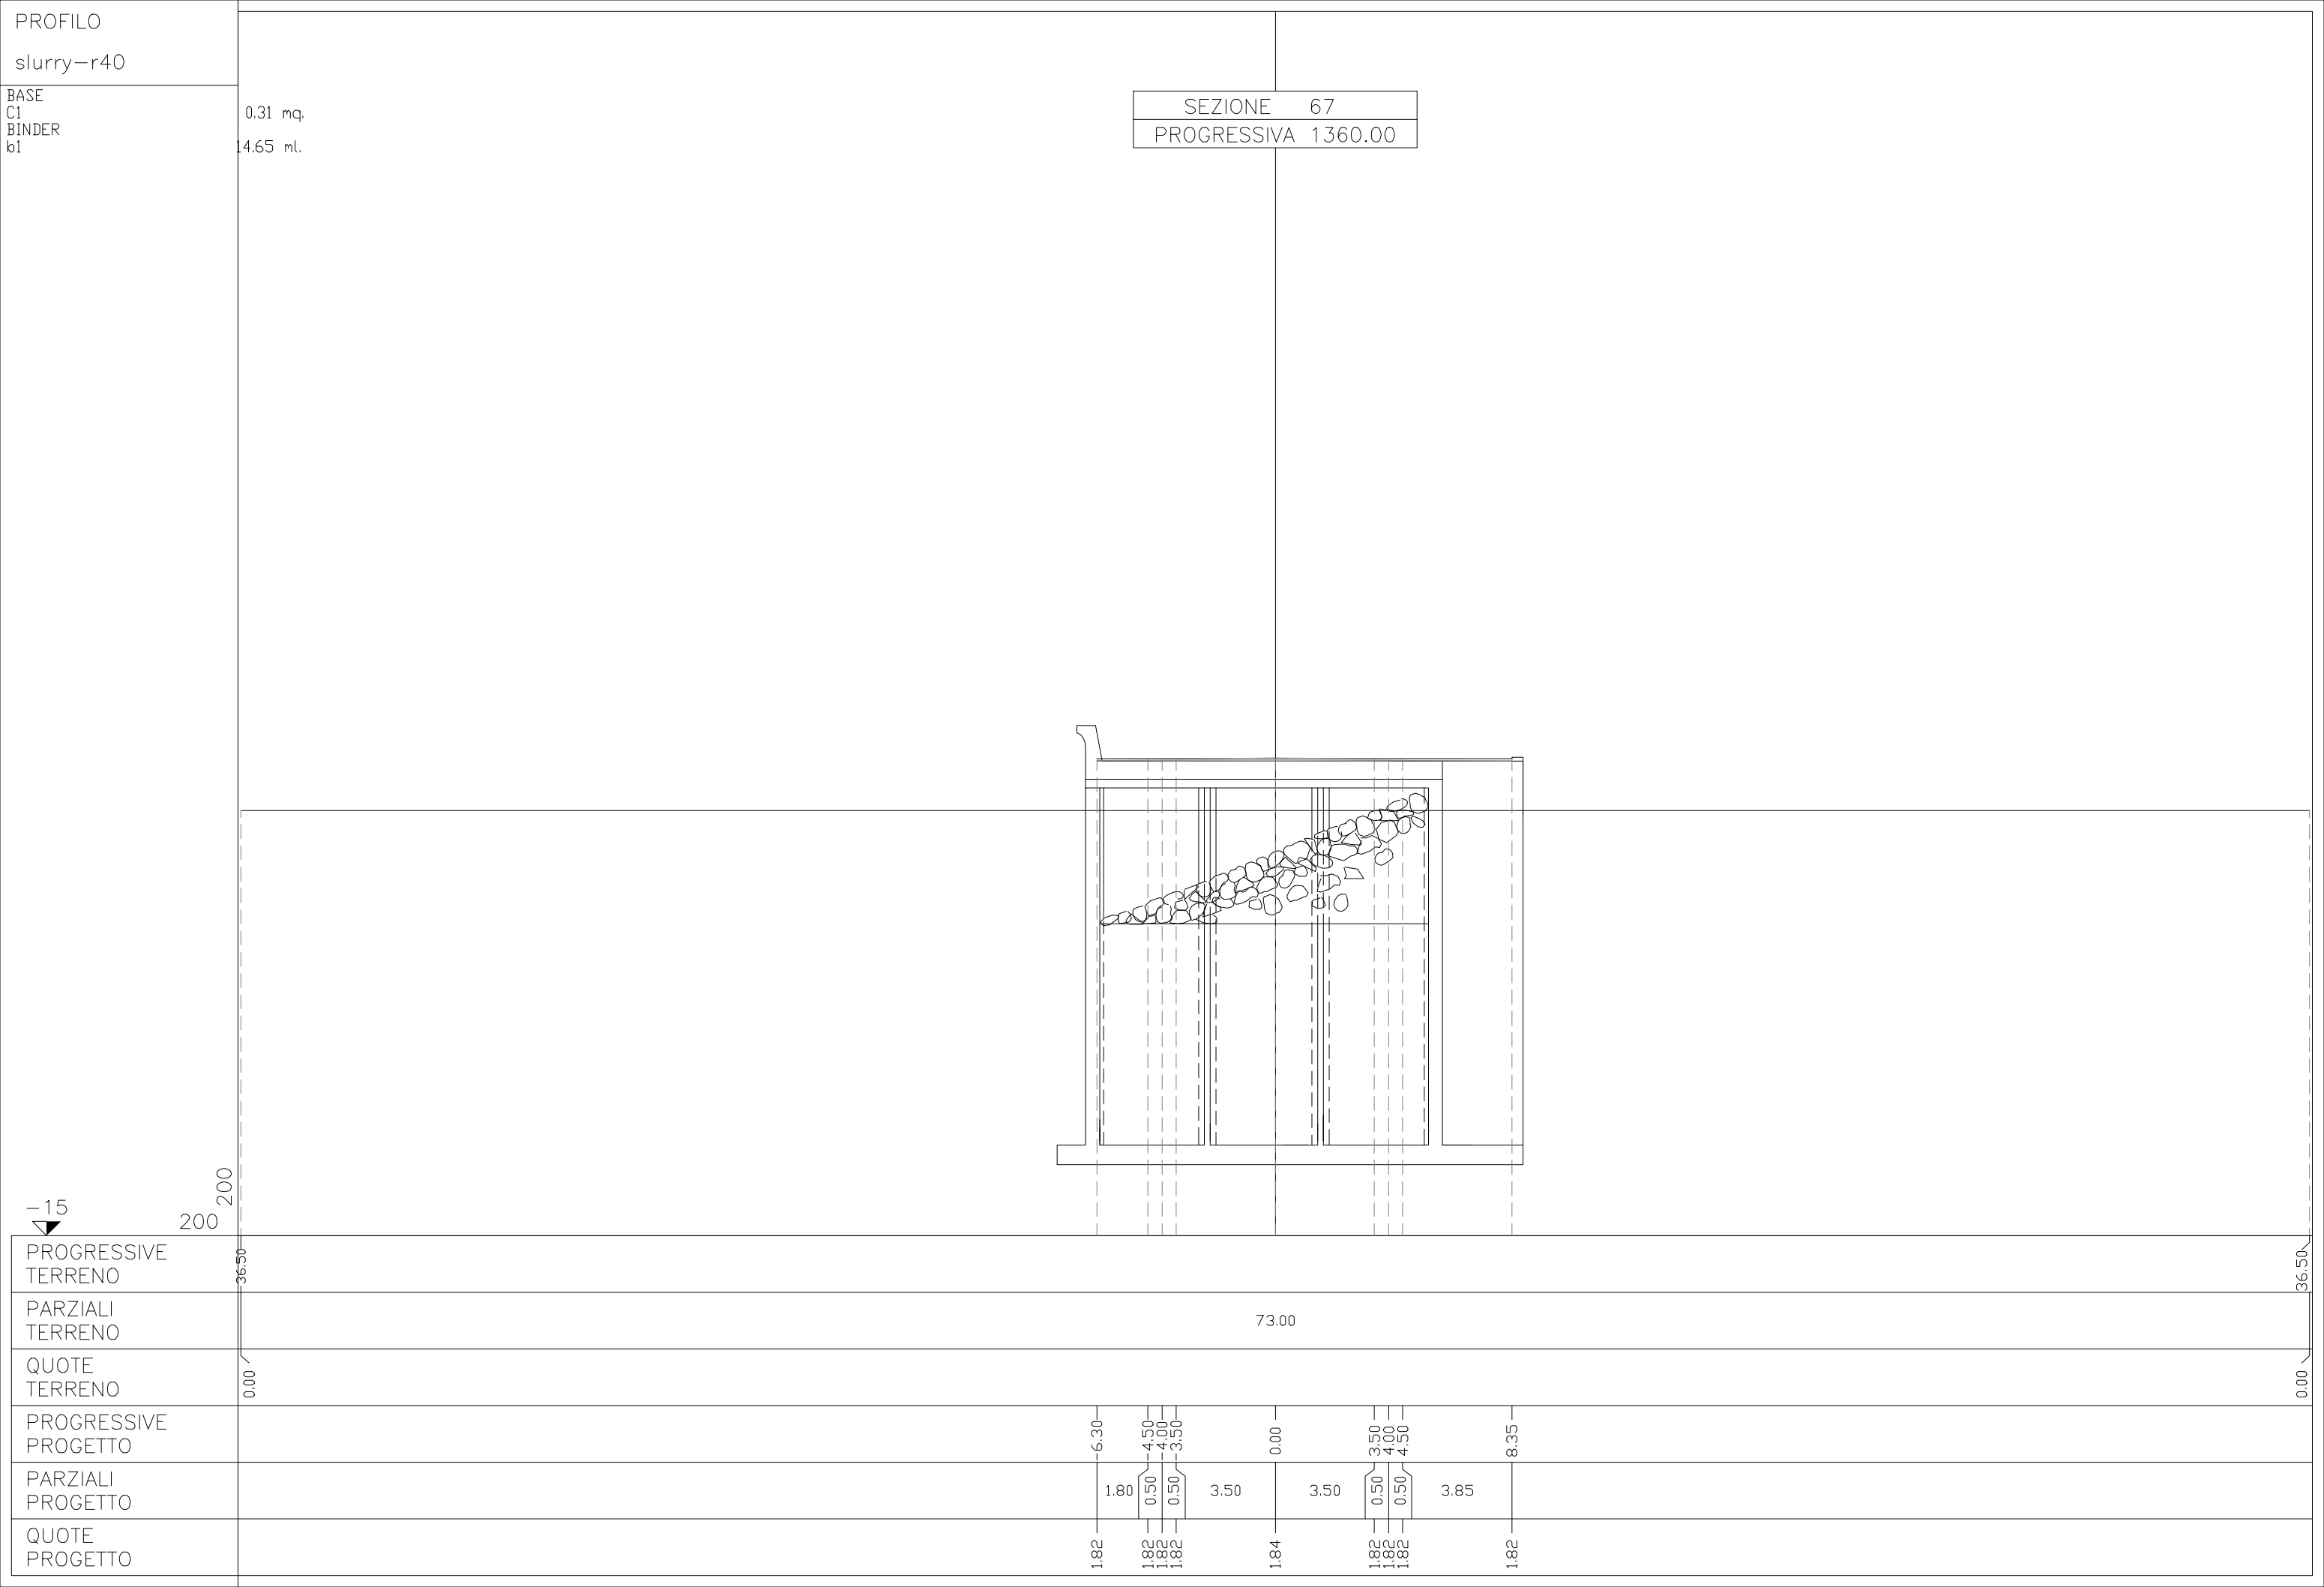 PROFILO
slurry-r40
BASE
C1 0.31 mq.
BINDER
b1 14.65 ml.
SEZIONE 67
PROGRESSIVA 1360.00
200
-15
200
PROGRESSIVE
TERRENO
-36.50 36.50
PARZIALI
TERRENO
73.00
QUOTE
TERRENO
0.00 0.00
PROGRESSIVE
PROGETTO
-6.30 -4.50 -4.00 -3.50 0.00 3.50 4.00 4.50 8.35
PARZIALI
PROGETTO
1.80 0.50 0.50 3.50 3.50 0.50 0.50 3.85
QUOTE
PROGETTO
1.82 1.82 1.82 1.82 1.84 1.82 1.82 1.82 1.82